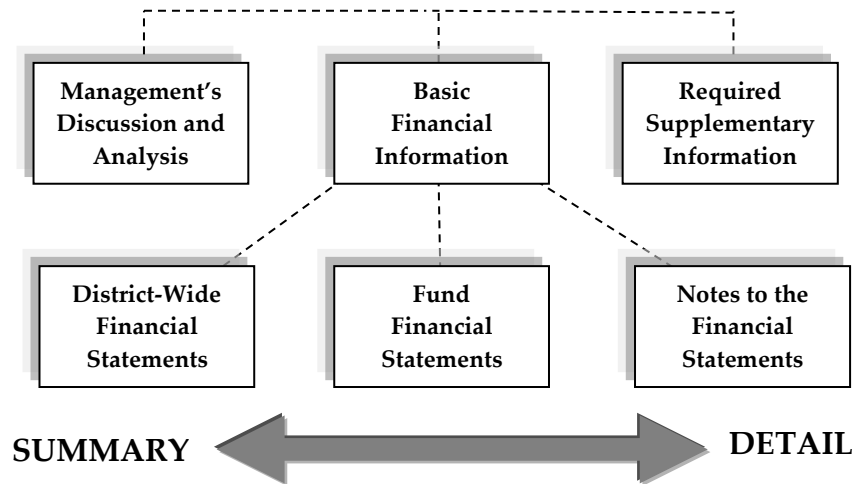 Management’s
Discussion and
Analysis
Basic
Financial
Information
Required
Supplementary
Information
District-Wide
Financial
Statements
Fund
Financial
Statements
Notes to the
Financial
Statements
SUMMARY
DETAIL